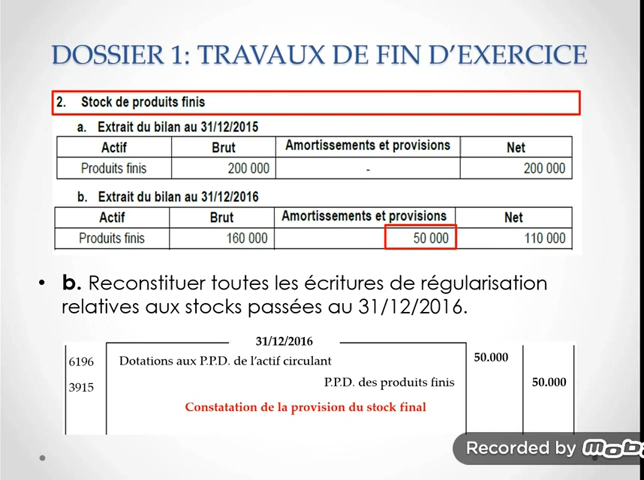 DOSSIER 1: TRAVAUX DE FIN D'EXERCICE
2. Stock de produits finis
a. Extrait du bilan au 31/12/2015
Actif Brut Amortissements et provisions Net
Produits finis 200 000 - 200 000
b. Extrait du bilan au 31/12/2016
Actif Brut Amortissements et provisions Net
Produits finis 160 000 50 000 110 000
• b. Reconstituer toutes les écritures de régularisation
relatives aux stocks passées au 31/12/2016.
31/12/2016
6196 Dotations aux P.P.D. de l'actif circulant 50.000
3915 P.P.D. des produits finis 50.000
Constatation de la provision du stock final
Recorded by